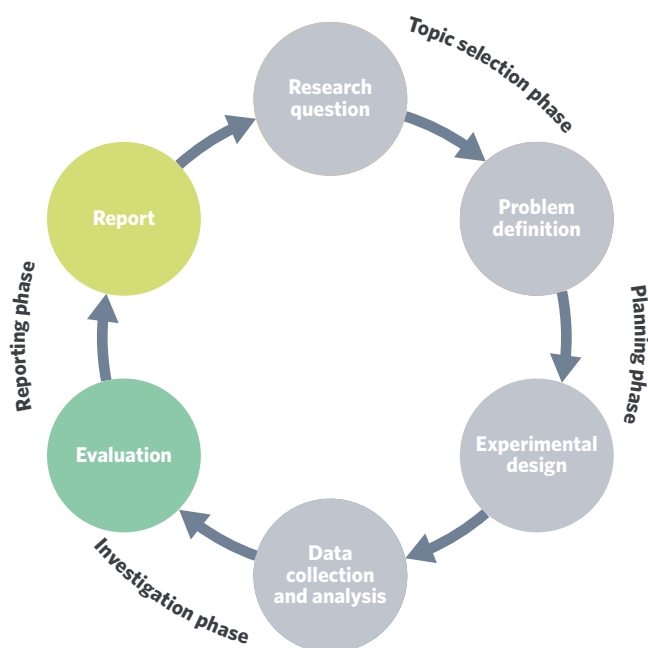 Topic selection phase
Research
question
Problem
definition
Planning phase
Experimental
design
Data
collection
and analysis
Investigation phase
Evaluation
Reporting phase
Report